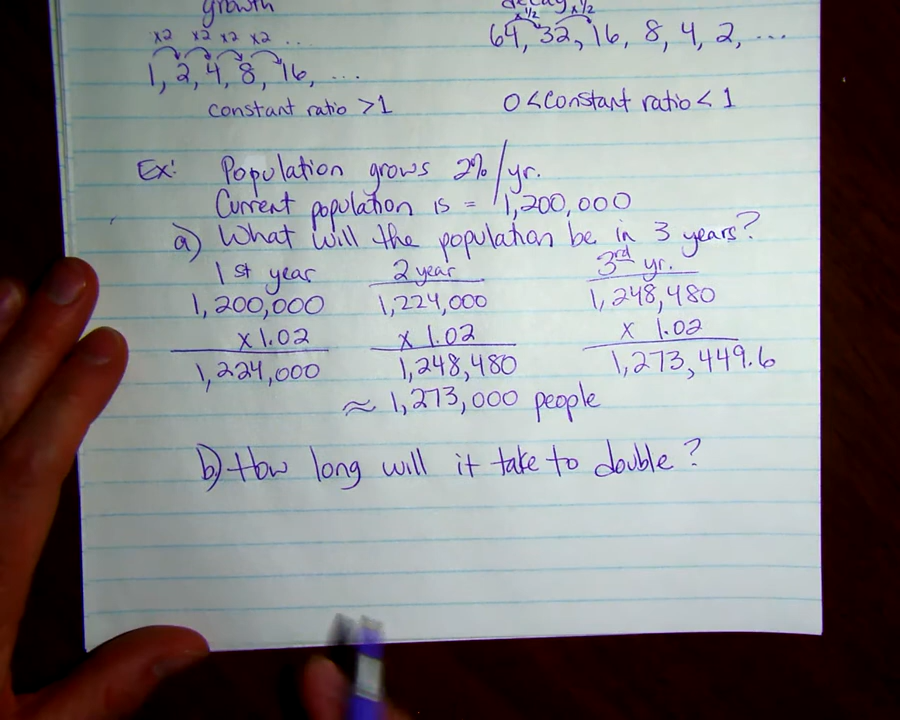 growth
x2 x2 x2 x2 ...
1, 2, 4, 8, 16, ...
constant ratio > 1
decay
x 1/2 x 1/2
64, 32, 16, 8, 4, 2, ...
0 < constant ratio < 1
Ex: Population grows 2%/yr.
Current population is = 1,200,000
a) What will the population be in 3 years?
1st year
1,200,000
x 1.02
1,224,000
2 year
1,224,000
x 1.02
1,248,480
3rd yr.
1,248,480
x 1.02
1,273,449.6
≈ 1,273,000 people
b) How long will it take to double?